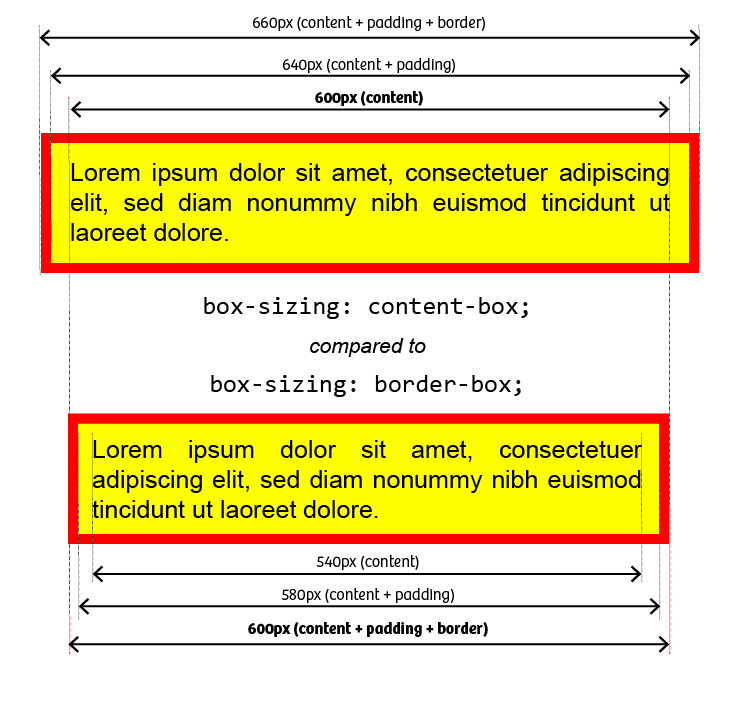 660px (content + padding + border)
640px (content + padding)
600px (content)
Lorem ipsum dolor sit amet, consectetuer adipiscing
elit, sed diam nonummy nibh euismod tincidunt ut
laoreet dolore.
box-sizing: content-box;
compared to
box-sizing: border-box;
Lorem ipsum dolor sit amet, consectetuer
adipiscing elit, sed diam nonummy nibh euismod
tincidunt ut laoreet dolore.
540px (content)
580px (content + padding)
600px (content + padding + border)